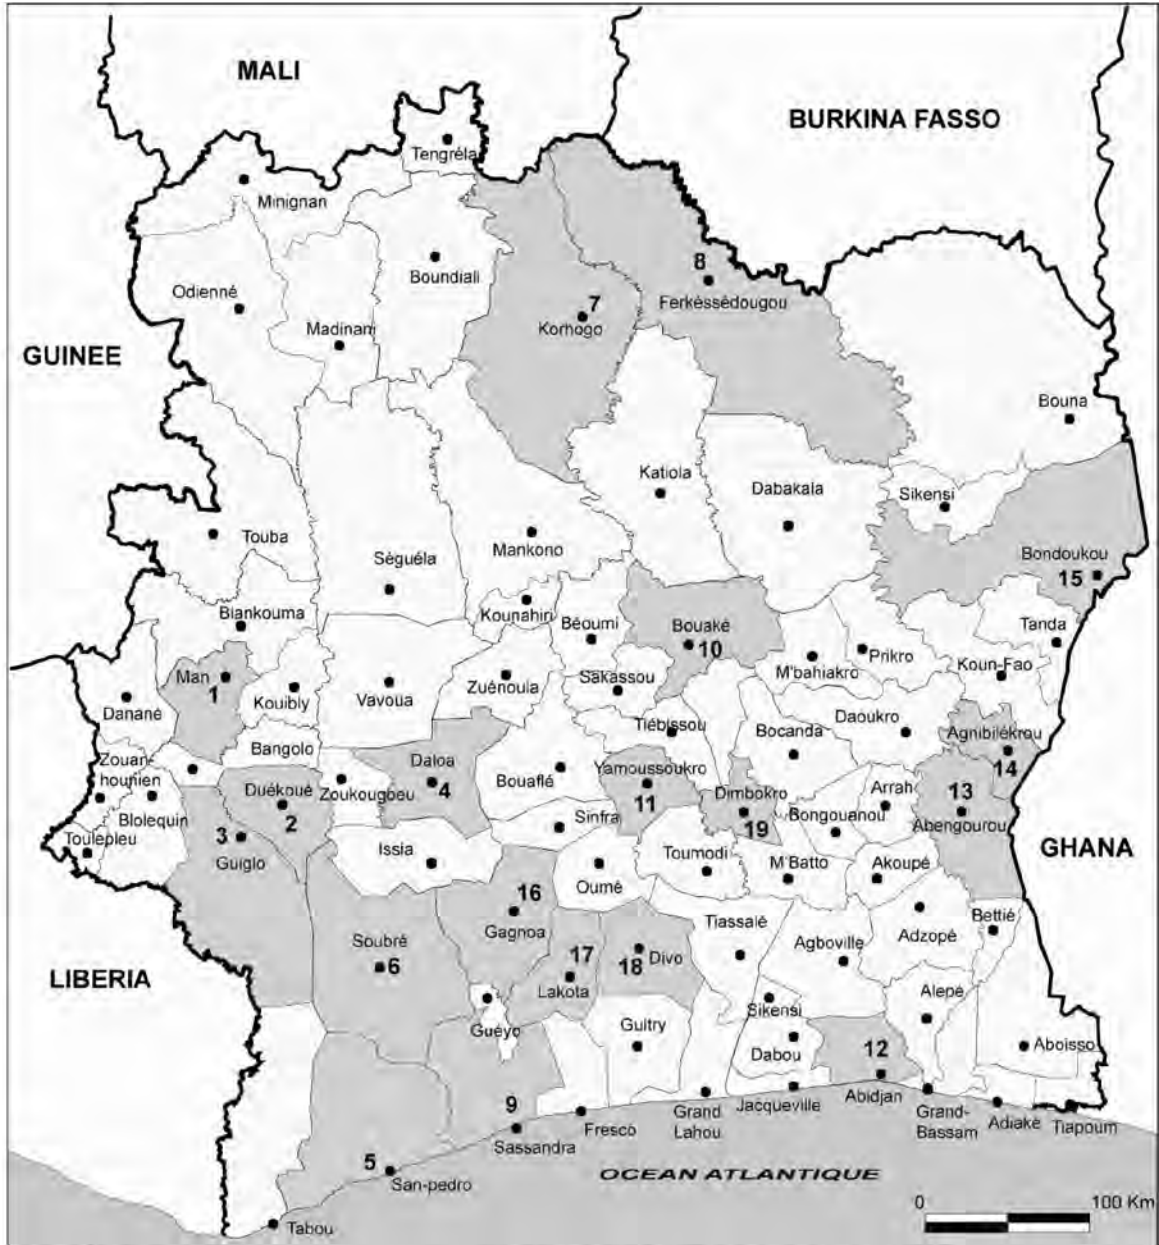 MALI
BURKINA FASSO
Tengréla
Minignan
Boundiali
8
Odienné
Ferkéssédougou
7
Korhogo
Madinani
GUINEE
Bouna
Katiola
Dabakala
Sikensi
Touba
Mankono
Bondoukou
15
Séguéla
Kounahiri
Biankouma
Béoumi
Bouaké
10
Tanda
Prikro
M'bahiakro
Koun-Fao
Man
1
Kouibly
Zuénoula
Sakassou
Danané
Vavoua
Tiébissou
Daoukro
Bocanda
Agnibilékrou
14
Bangolo
Zouan-
hounien
Daloa
4
Bouaflé
Yamoussoukro
11
Duékoué
2
Zoukougbeu
Dimbokro
19
Arrah
13
Abengourou
Blolequin
Bongouanou
Sinfra
Toulepleu
3
Guiglo
Issia
Toumodi
M'Batto
Akoupé
GHANA
Oumé
16
Gagnoa
Tiassalé
Bettié
Adzopé
Agboville
Soubré
6
18
Divo
17
Lakota
LIBERIA
Alepé
Sikensi
Guéyo
Guitry
Aboisso
12
Dabou
9
Grand
Lahou
Jacqueville
Abidjan
Grand-
Bassam
Adiaké
Tiapoum
Fresco
Sassandra
5
San-pedro
OCEAN ATLANTIQUE
Tabou
0
100 Km